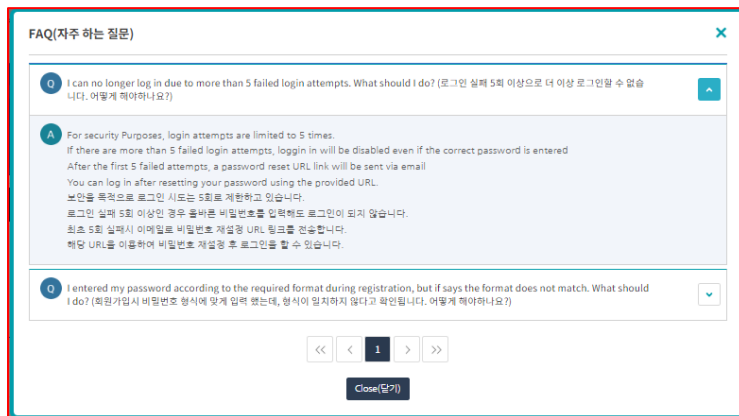 FAQ(자주 하는 질문)
Q I can no longer log in due to more than 5 failed login attempts. What should I do? (로그인 실패 5회 이상으로 더 이상 로그인할 수 없습
니다. 어떻게 해야하나요?)
A For security Purposes, login attempts are limited to 5 times.
If there are more than 5 failed login attempts, loggin in will be disabled even if the correct password is entered
After the first 5 failed attempts, a password reset URL link will be sent via email
You can log in after resetting your password using the provided URL.
보안을 목적으로 로그인 시도는 5회로 제한하고 있습니다.
로그인 실패 5회 이상인 경우 올바른 비밀번호를 입력해도 로그인이 되지 않습니다.
최초 5회 실패시 이메일로 비밀번호 재설정 URL 링크를 전송합니다.
해당 URL을 이용하여 비밀번호 재설정 후 로그인을 할 수 있습니다.
Q I entered my password according to the required format during registration, but if says the format does not match. What should
I do? (회원가입시 비밀번호 형식에 맞게 입력 했는데, 형식이 일치하지 않다고 확인됩니다. 어떻게 해야하나요?)
<< < 1 > >>
Close(닫기)